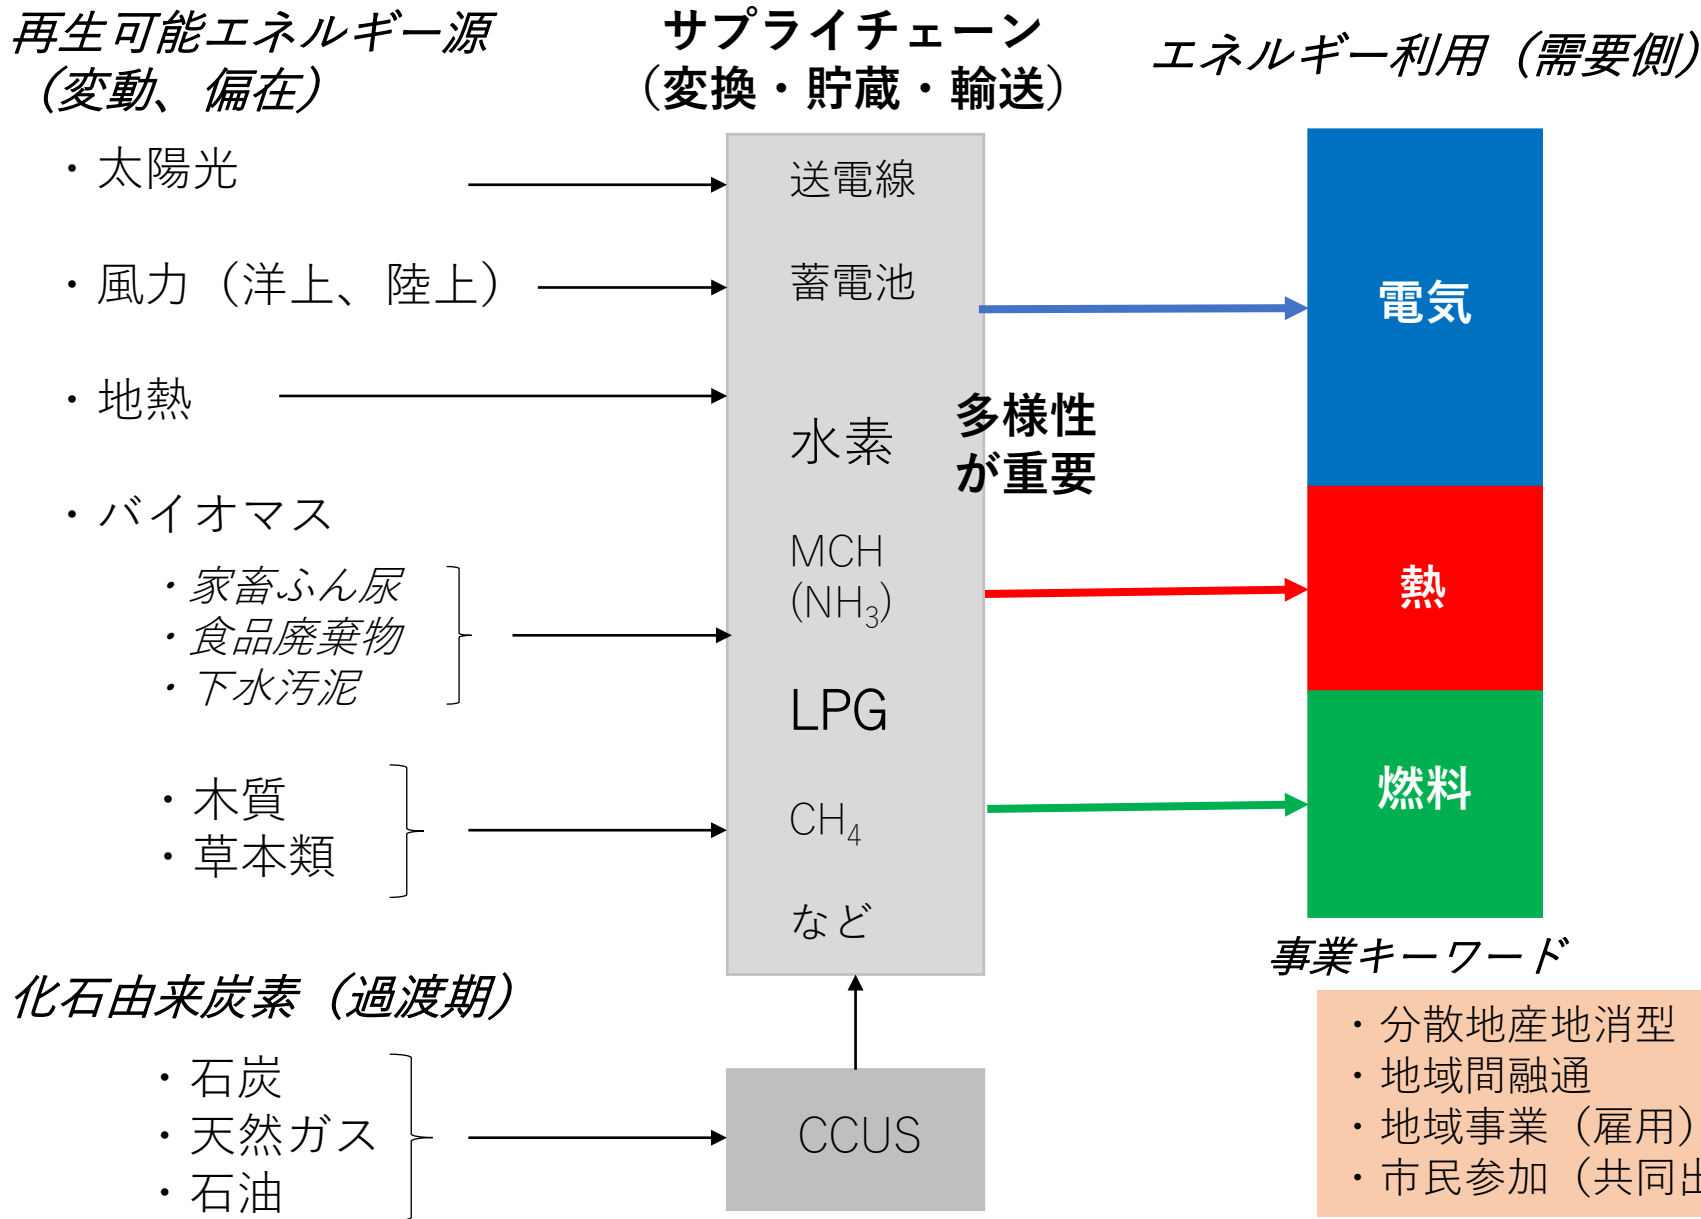 再生可能エネルギー源
（変動、偏在）
・太陽光
・風力（洋上、陸上）
・地熱
・バイオマス
・家畜ふん尿
・食品廃棄物
・下水汚泥
・木質
・草本類
化石由来炭素（過渡期）
・石炭
・天然ガス
・石油
サプライチェーン
（変換・貯蔵・輸送）
送電線
蓄電池
水素
MCH
(NH₃)
LPG
CH₄
など
CCUS
多様性
が重要
エネルギー利用（需要側）
電気
熱
燃料
事業キーワード
・分散地産地消型
・地域間融通
・地域事業（雇用）
・市民参加（共同出